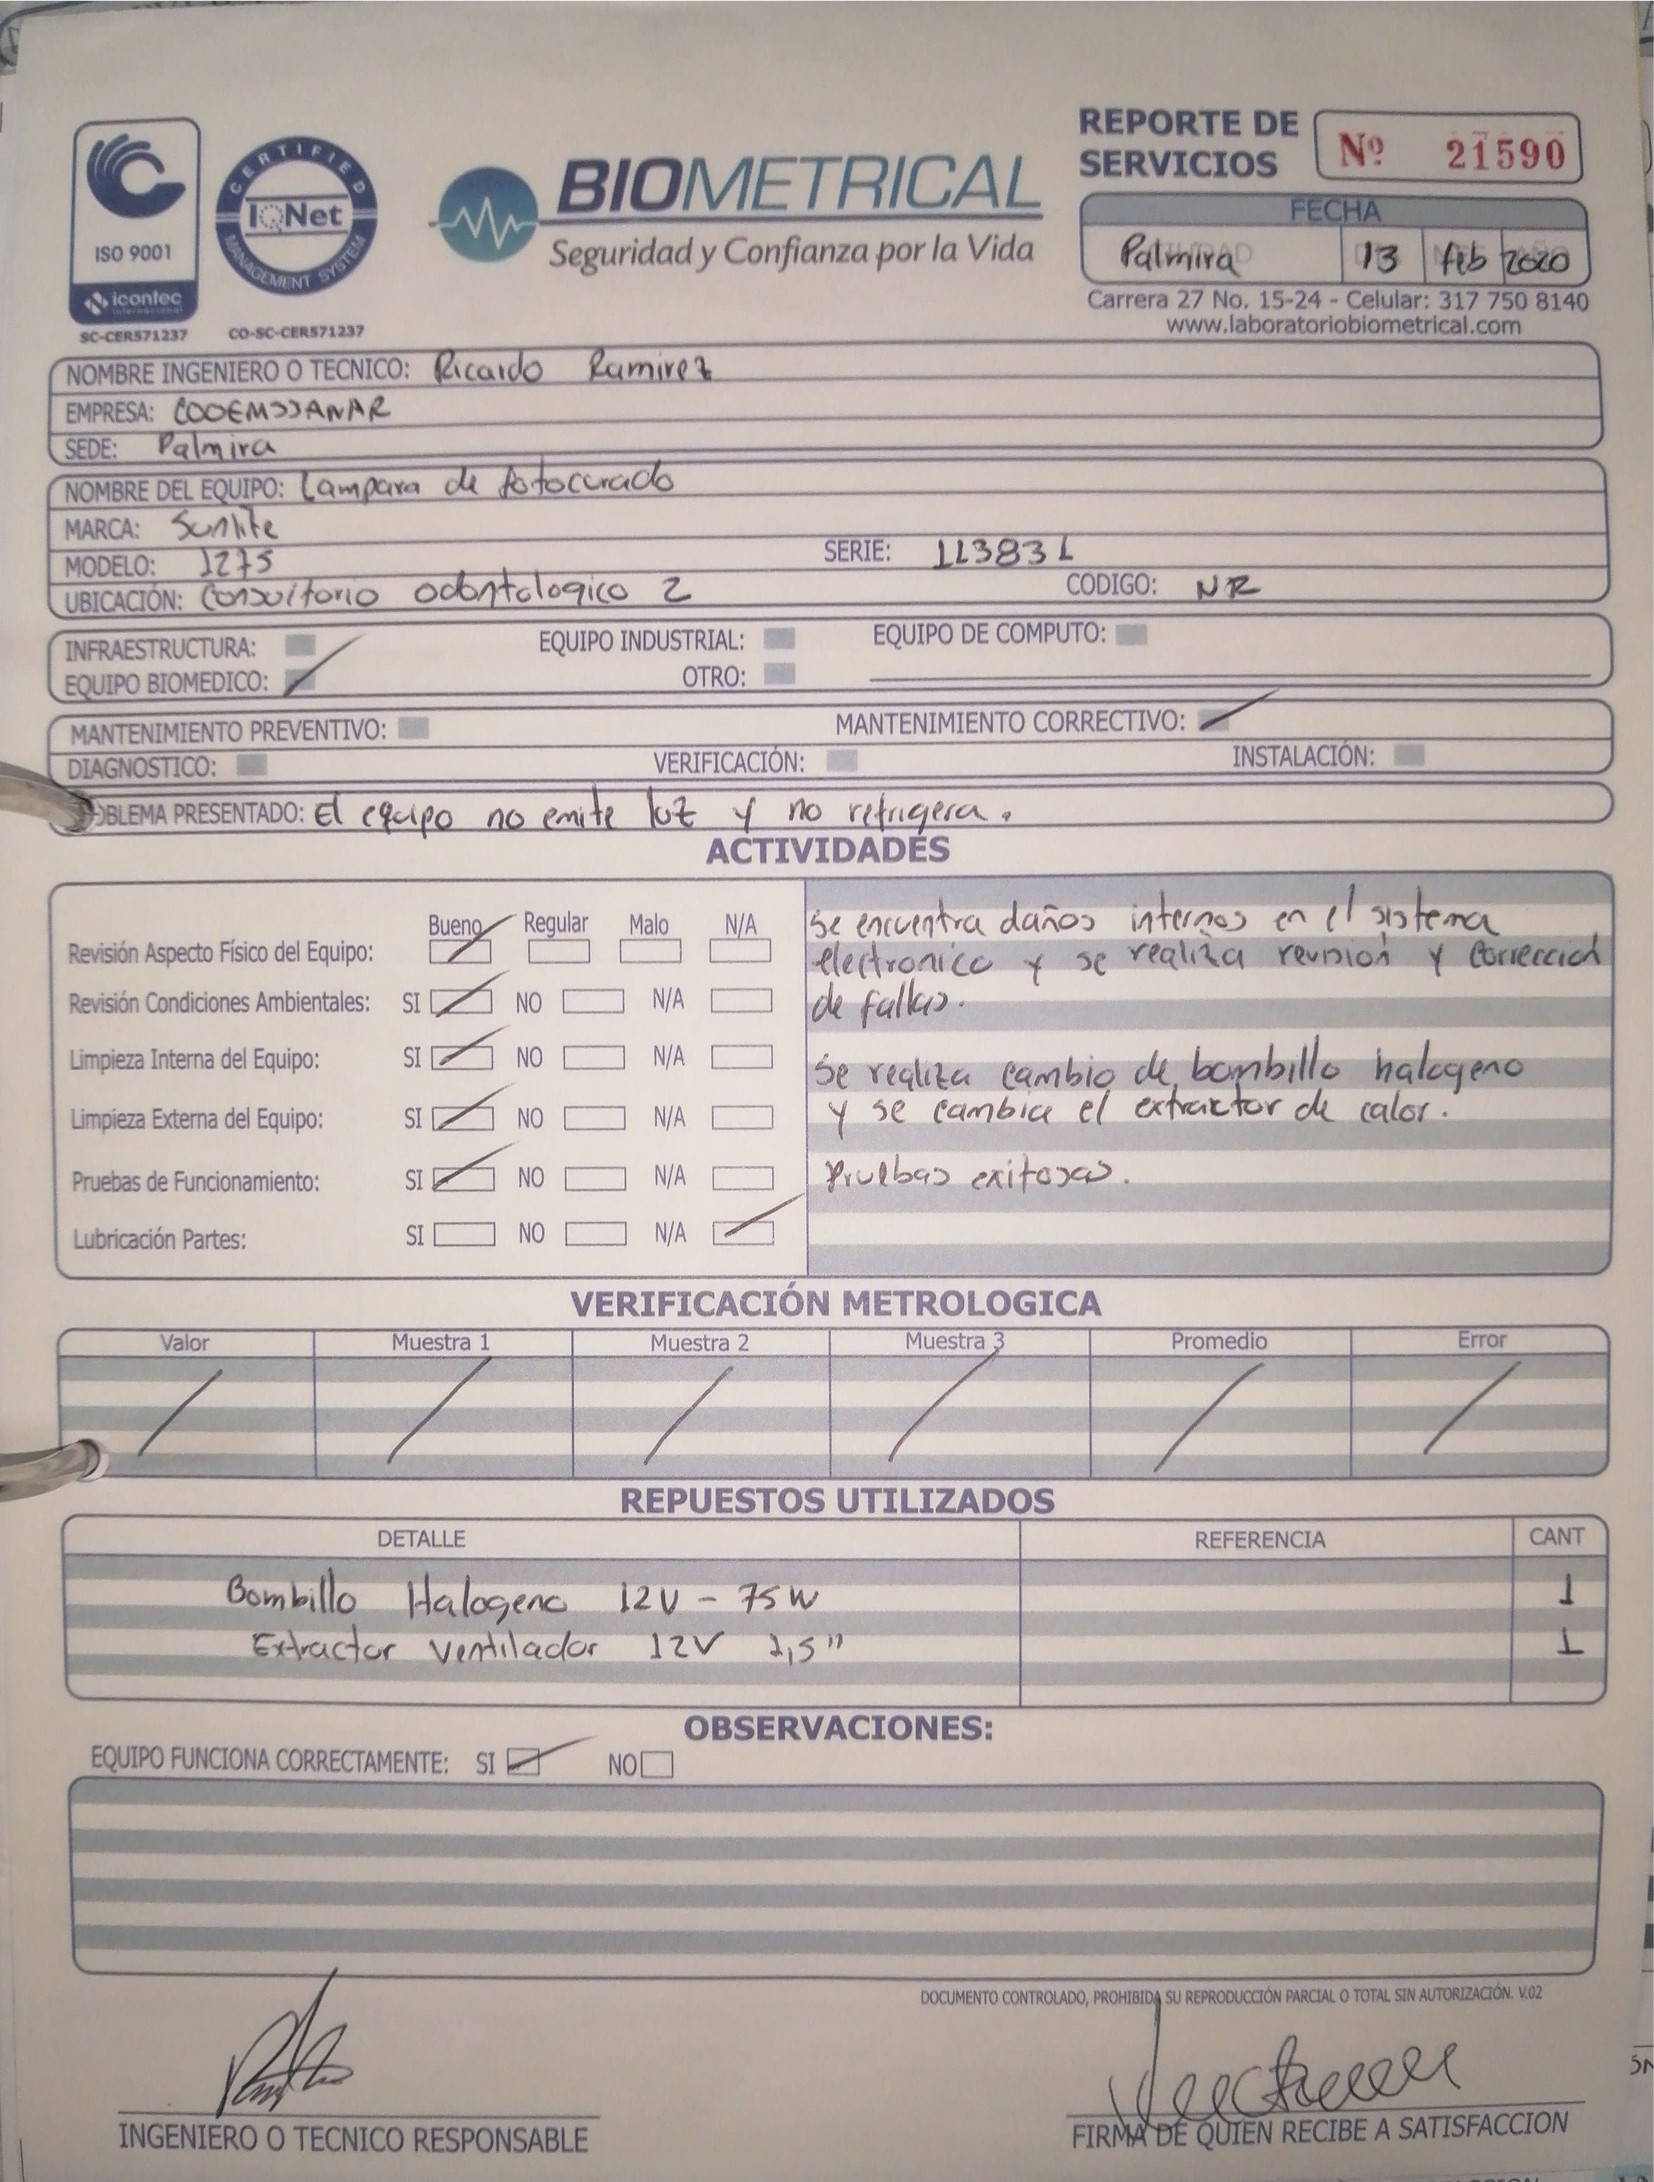 REPORTE DE SERVICIOS
Nº 21590
ISO 9001
icontec
internacional
SC-CER571237
CERTIFIED
IQNet
MANAGEMENT SYSTEM
CO-SC-CER571237
BIOMETRICAL
Seguridad y Confianza por la Vida
FECHA
Palmira 13 feb 2020
Carrera 27 No. 15-24 - Celular: 317 750 8140
www.laboratoriobiometrical.com
NOMBRE INGENIERO O TECNICO: Ricardo Ramirez
EMPRESA: COOEMSSANAR
SEDE: Palmira
NOMBRE DEL EQUIPO: Lampara de fotocurado
MARCA: Sunlite
MODELO: 1275 SERIE: 113831
UBICACIÓN: Consultorio odontologico 2 CODIGO: NR
INFRAESTRUCTURA: EQUIPO INDUSTRIAL: EQUIPO DE COMPUTO:
EQUIPO BIOMEDICO: OTRO:
MANTENIMIENTO PREVENTIVO: MANTENIMIENTO CORRECTIVO:
DIAGNOSTICO: VERIFICACIÓN: INSTALACIÓN:
OBLEMA PRESENTADO: El equipo no emite luz y no refrigera.
ACTIVIDADES
Bueno Regular Malo N/A
Revisión Aspecto Físico del Equipo:
Revisión Condiciones Ambientales: SI NO N/A
Limpieza Interna del Equipo: SI NO N/A
Limpieza Externa del Equipo: SI NO N/A
Pruebas de Funcionamiento: SI NO N/A
Lubricación Partes: SI NO N/A
Se encuentra daños internos en el sistema
electronico y se realiza revision y correccion
de fallas.
Se realiza cambio de bombillo halogeno
y se cambia el extractor de calor.
Pruebas exitosas.
VERIFICACIÓN METROLOGICA
Valor Muestra 1 Muestra 2 Muestra 3 Promedio Error
REPUESTOS UTILIZADOS
DETALLE REFERENCIA CANT
Bombillo Halogeno 12V - 75W 1
Extractor ventilador 12V 1,5" 1
OBSERVACIONES:
EQUIPO FUNCIONA CORRECTAMENTE: SI NO
DOCUMENTO CONTROLADO, PROHIBIDA SU REPRODUCCIÓN PARCIAL O TOTAL SIN AUTORIZACIÓN. V.02
INGENIERO O TECNICO RESPONSABLE
FIRMA DE QUIEN RECIBE A SATISFACCION